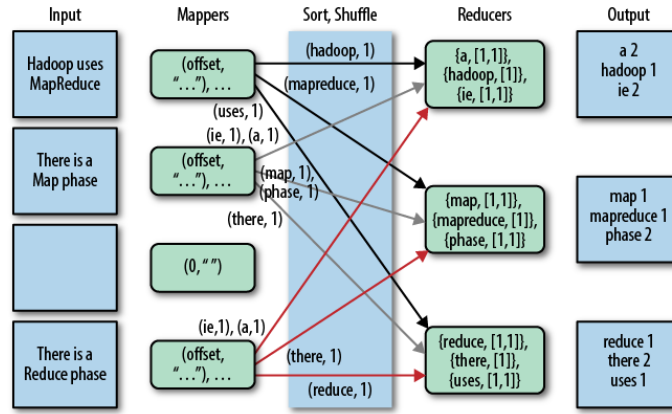 Input
Mappers
Sort, Shuffle
Reducers
Output
Hadoop uses
MapReduce
(offset,
“…”), …
(hadoop, 1)
(mapreduce, 1)
(uses, 1)
{a, [1,1]},
{hadoop, [1]},
{ie, [1,1]}
a 2
hadoop 1
ie 2
There is a
Map phase
(offset,
“…”), …
(ie, 1), (a, 1)
(map, 1),
(phase, 1)
(there, 1)
{map, [1,1]},
{mapreduce, [1]},
{phase, [1,1]}
map 1
mapreduce 1
phase 2
(0, “ ”)
There is a
Reduce phase
(offset,
“…”), …
(ie,1), (a,1)
(there, 1)
(reduce, 1)
{reduce, [1,1]},
{there, [1]},
{uses, [1,1]}
reduce 1
there 2
uses 1